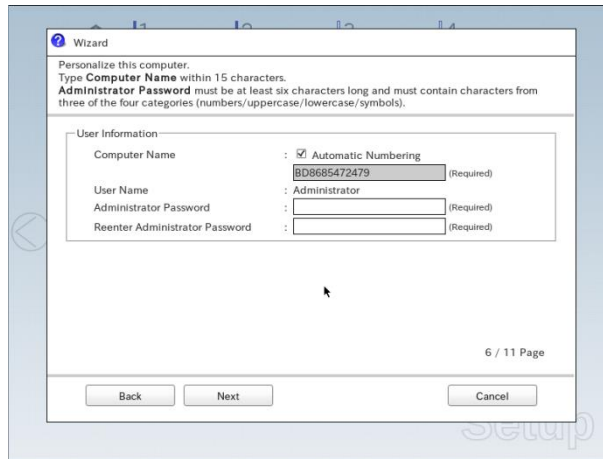 Wizard
Personalize this computer.
Type Computer Name within 15 characters.
Administrator Password must be at least six characters long and must contain characters from
three of the four categories (numbers/uppercase/lowercase/symbols).
User Information
Computer Name : Automatic Numbering
BD8685472479 (Required)
User Name : Administrator
Administrator Password : (Required)
Reenter Administrator Password : (Required)
6 / 11 Page
Back Next Cancel
Setup